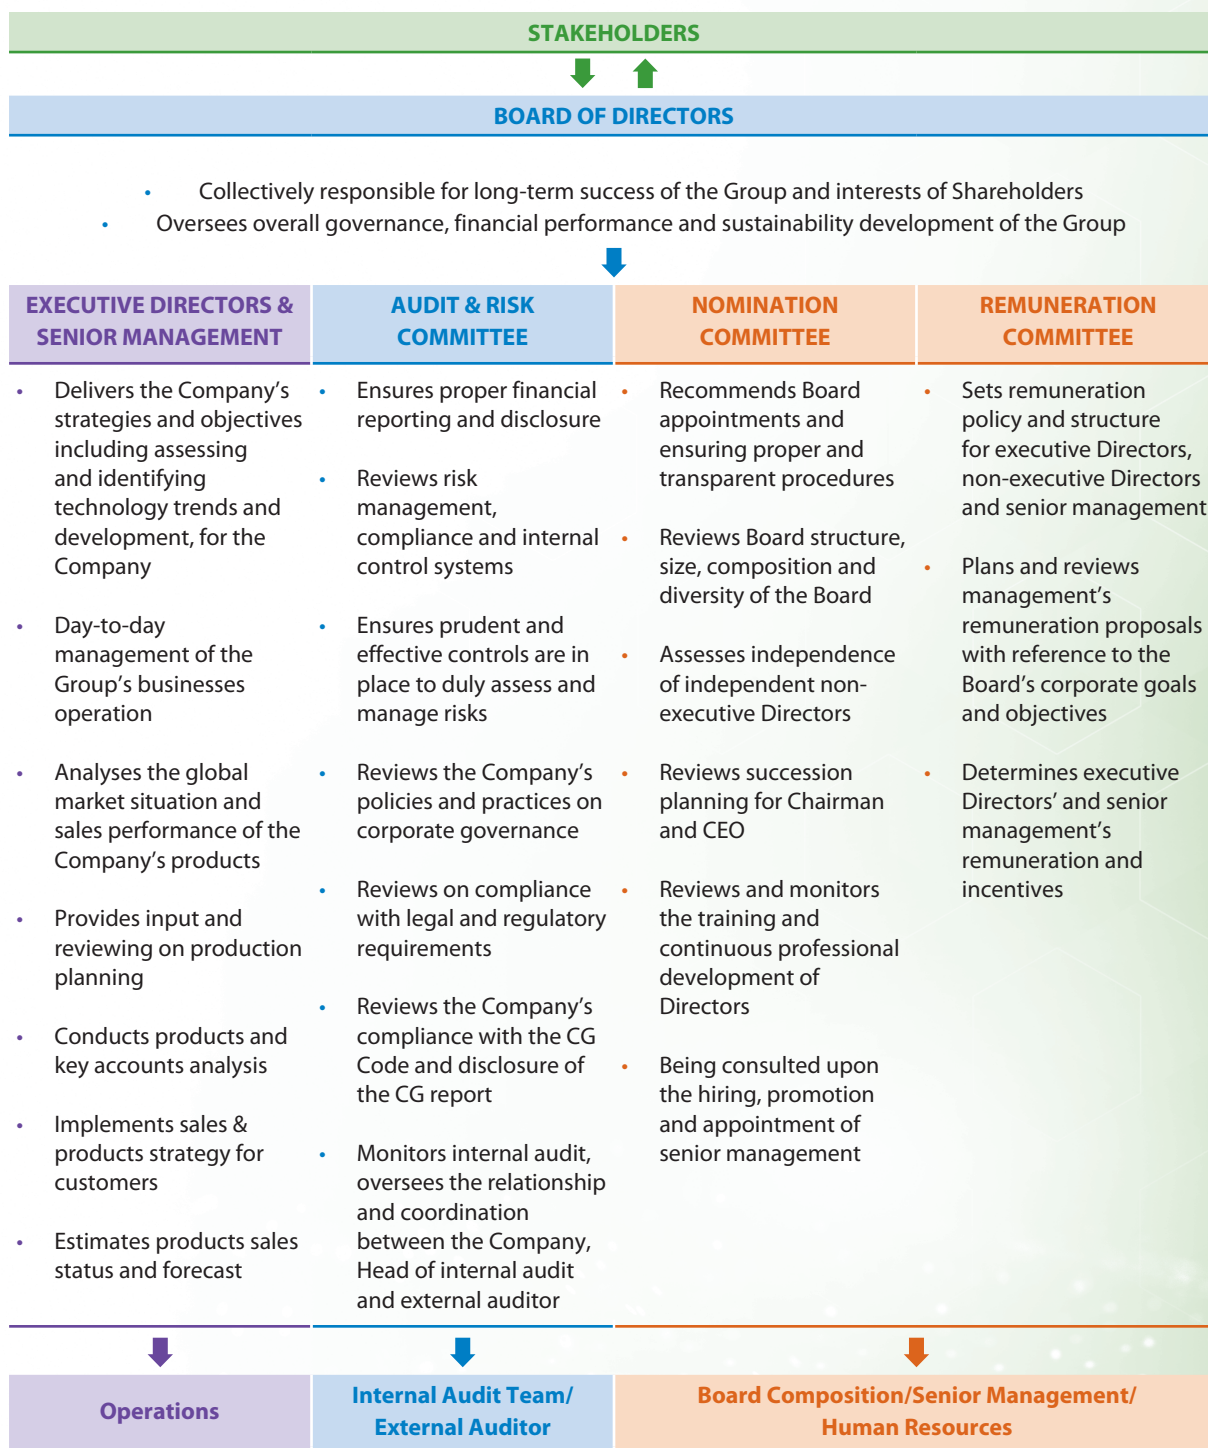 STAKEHOLDERS
BOARD OF DIRECTORS
• Collectively responsible for long-term success of the Group and interests of Shareholders
• Oversees overall governance, financial performance and sustainability development of the Group
EXECUTIVE DIRECTORS &
SENIOR MANAGEMENT
• Delivers the Company’s
strategies and objectives
including assessing
and identifying
technology trends and
development, for the
Company
• Day-to-day
management of the
Group’s businesses
operation
• Analyses the global
market situation and
sales performance of the
Company’s products
• Provides input and
reviewing on production
planning
• Conducts products and
key accounts analysis
• Implements sales &
products strategy for
customers
• Estimates products sales
status and forecast
Operations
AUDIT & RISK
COMMITTEE
• Ensures proper financial
reporting and disclosure
• Reviews risk
management,
compliance and internal
control systems
• Ensures prudent and
effective controls are in
place to duly assess and
manage risks
• Reviews the Company’s
policies and practices on
corporate governance
• Reviews on compliance
with legal and regulatory
requirements
• Reviews the Company’s
compliance with the CG
Code and disclosure of
the CG report
• Monitors internal audit,
oversees the relationship
and coordination
between the Company,
Head of internal audit
and external auditor
Internal Audit Team/
External Auditor
NOMINATION
COMMITTEE
• Recommends Board
appointments and
ensuring proper and
transparent procedures
• Reviews Board structure,
size, composition and
diversity of the Board
• Assesses independence
of independent non-
executive Directors
• Reviews succession
planning for Chairman
and CEO
• Reviews and monitors
the training and
continuous professional
development of
Directors
• Being consulted upon
the hiring, promotion
and appointment of
senior management
REMUNERATION
COMMITTEE
• Sets remuneration
policy and structure
for executive Directors,
non-executive Directors
and senior management
• Plans and reviews
management’s
remuneration proposals
with reference to the
Board’s corporate goals
and objectives
• Determines executive
Directors’ and senior
management’s
remuneration and
incentives
Board Composition/Senior Management/
Human Resources